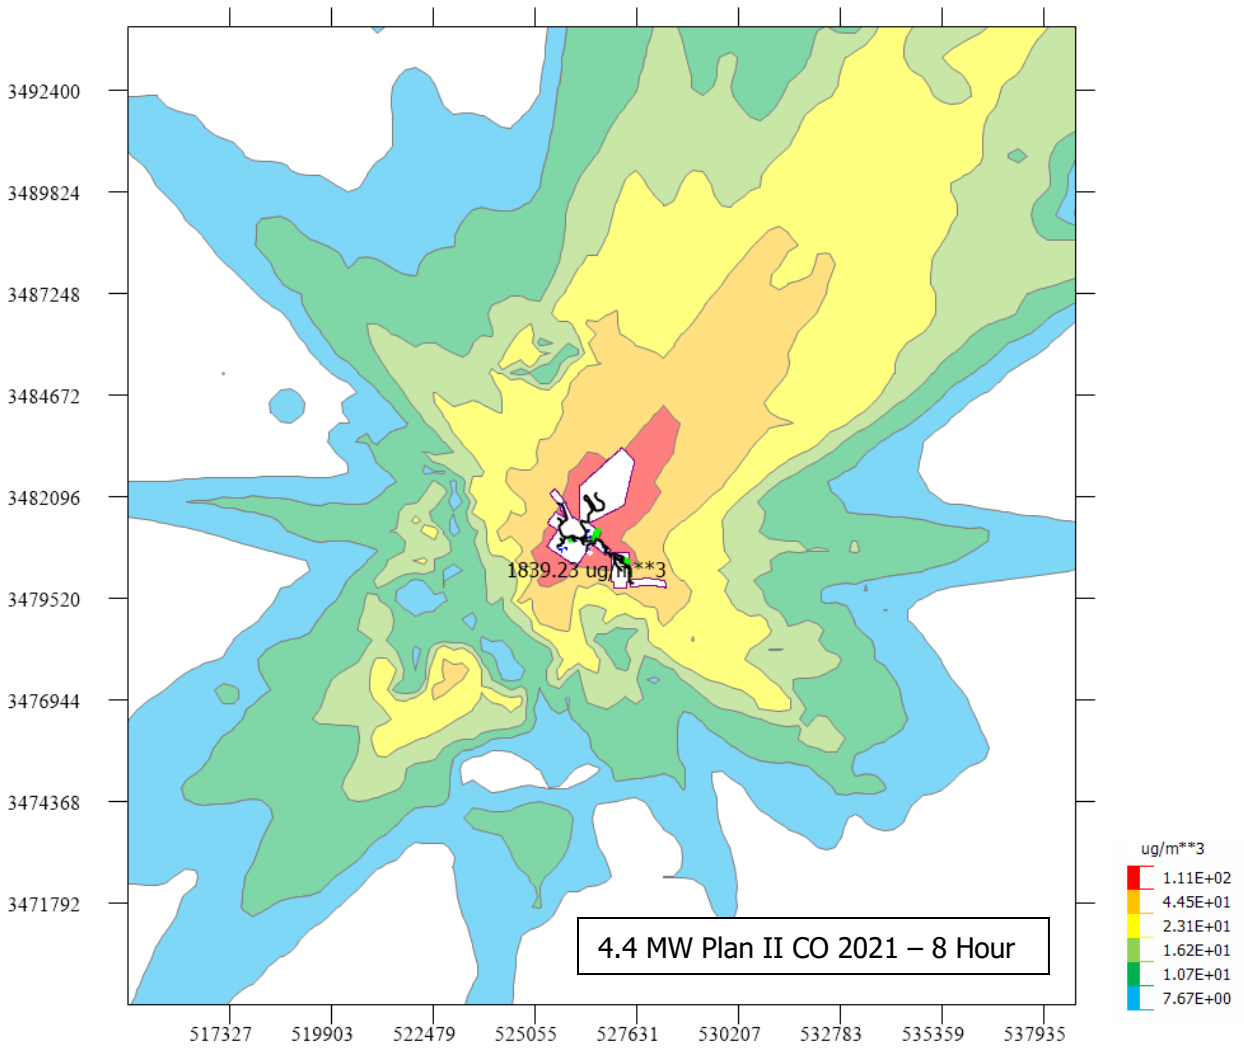 3492400
3489824
3487248
3484672
3482096
3479520
3476944
3474368
3471792
1839.23 ug/m**3
4.4 MW Plan II CO 2021 – 8 Hour
517327 519903 522479 525055 527631 530207 532783 535359 537935
ug/m**3
1.11E+02
4.45E+01
2.31E+01
1.62E+01
1.07E+01
7.67E+00